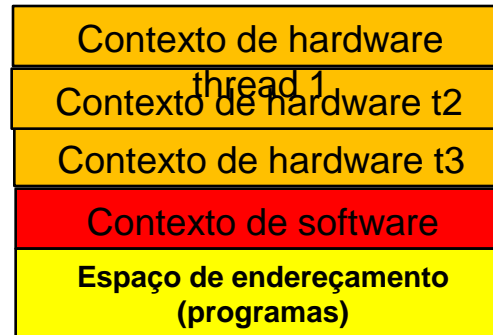 Contexto de hardware
thread 1
Contexto de hardware t2
Contexto de hardware t3
Contexto de software
Espaço de endereçamento
(programas)